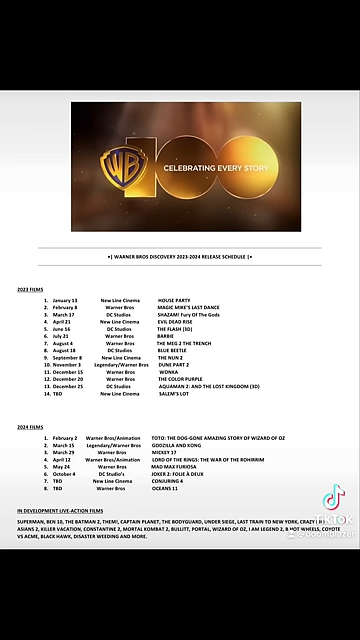 WB
100
CELEBRATING EVERY STORY
•| WARNER BROS DISCOVERY 2023-2024 RELEASE SCHEDULE |•
2023 FILMS
1. January 13 New Line Cinema HOUSE PARTY
2. February 8 Warner Bros MAGIC MIKE'S LAST DANCE
3. March 17 DC Studios SHAZAM! Fury Of The Gods
4. April 21 New Line Cinema EVIL DEAD RISE
5. June 16 DC Studios THE FLASH (3D)
6. July 21 Warner Bros BARBIE
7. August 4 Warner Bros THE MEG 2 THE TRENCH
8. August 18 DC Studios BLUE BEETLE
9. September 8 New Line Cinema THE NUN 2
10. November 3 Legendary/Warner Bros DUNE PART 2
11. December 15 Warner Bros WONKA
12. December 20 Warner Bros THE COLOR PURPLE
13. December 25 DC Studios AQUAMAN 2: AND THE LOST KINGDOM (3D)
14. TBD New Line Cinema SALEM'S LOT
2024 FILMS
1. February 2 Warner Bros/Animation TOTO: THE DOG-GONE AMAZING STORY OF WIZARD OF OZ
2. March 15 Legendary/Warner Bros GODZILLA AND KONG
3. March 29 Warner Bros MICKEY 17
4. April 12 Warner Bros/Animation LORD OF THE RINGS: THE WAR OF THE ROHIRRIM
5. May 24 Warner Bros MAD MAX FURIOSA
6. October 4 DC Studio's JOKER 2: FOLIE À DEUX
7. TBD New Line Cinema CONJURING 4
8. TBD Warner Bros OCEANS 11
IN DEVELOPMENT LIVE-ACTION FILMS
SUPERMAN, BEN 10, THE BATMAN 2, THEM!, CAPTAIN PLANET, THE BODYGUARD, UNDER SIEGE, LAST TRAIN TO NEW YORK, CRAZY
ASIANS 2, KILLER VACATION, CONSTANTINE 2, MORTAL KOMBAT 2, BULLITT, PORTAL, WIZARD OF OZ, I AM LEGEND 2, HOT WHEELS, COYOTE
VS ACME, BLACK HAWK, DISASTER WEEDING AND MORE.
TikTok
@doomblazer